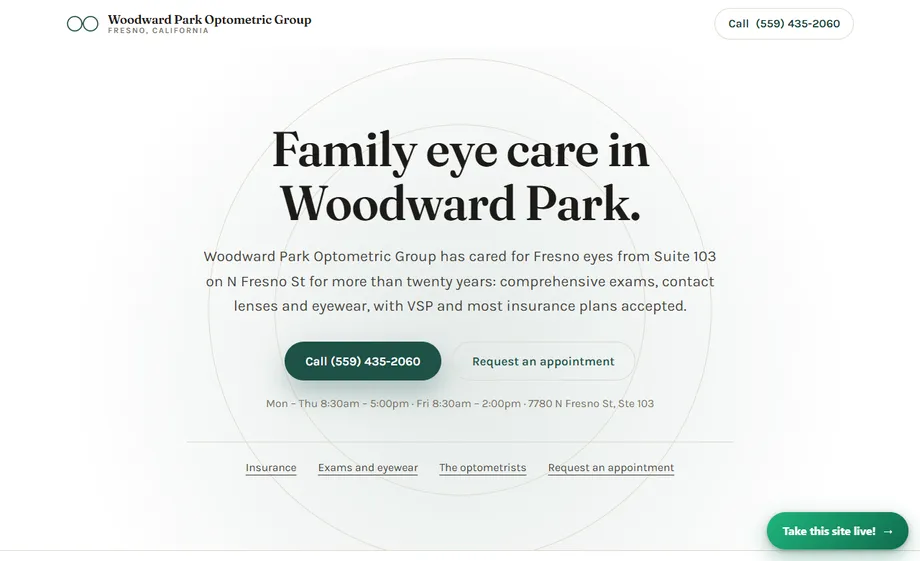 Woodward Park Optometric Group
FRESNO, CALIFORNIA
Call (559) 435-2060
Family eye care in
Woodward Park.
Woodward Park Optometric Group has cared for Fresno eyes from Suite 103
on N Fresno St for more than twenty years: comprehensive exams, contact
lenses and eyewear, with VSP and most insurance plans accepted.
Call (559) 435-2060
Request an appointment
Mon – Thu 8:30am – 5:00pm · Fri 8:30am – 2:00pm · 7780 N Fresno St, Ste 103
Insurance
Exams and eyewear
The optometrists
Request an appointment
Take this site live! →